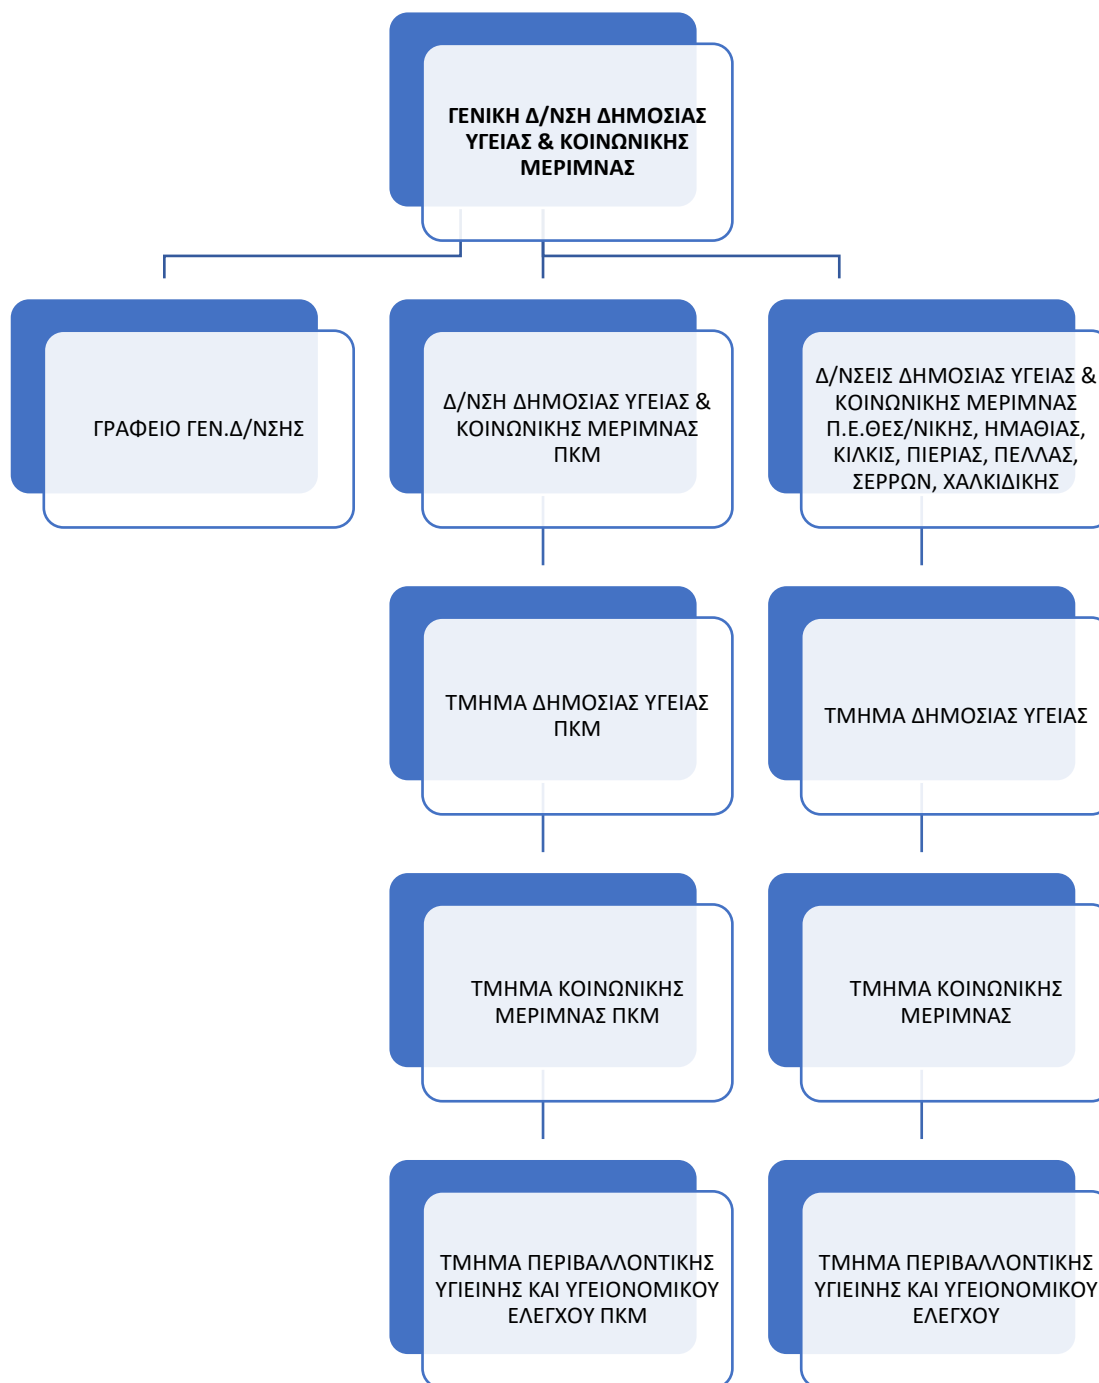 ΓΕΝΙΚΗ Δ/ΝΣΗ ΔΗΜΟΣΙΑΣ
ΥΓΕΙΑΣ & ΚΟΙΝΩΝΙΚΗΣ
ΜΕΡΙΜΝΑΣ
ΓΡΑΦΕΙΟ ΓΕΝ.Δ/ΝΣΗΣ
Δ/ΝΣΗ ΔΗΜΟΣΙΑΣ ΥΓΕΙΑΣ &
ΚΟΙΝΩΝΙΚΗΣ ΜΕΡΙΜΝΑΣ
ΠΚΜ
Δ/ΝΣΕΙΣ ΔΗΜΟΣΙΑΣ ΥΓΕΙΑΣ &
ΚΟΙΝΩΝΙΚΗΣ ΜΕΡΙΜΝΑΣ
Π.Ε.ΘΕΣ/ΝΙΚΗΣ, ΗΜΑΘΙΑΣ,
ΚΙΛΚΙΣ, ΠΙΕΡΙΑΣ, ΠΕΛΛΑΣ,
ΣΕΡΡΩΝ, ΧΑΛΚΙΔΙΚΗΣ
ΤΜΗΜΑ ΔΗΜΟΣΙΑΣ ΥΓΕΙΑΣ
ΠΚΜ
ΤΜΗΜΑ ΔΗΜΟΣΙΑΣ ΥΓΕΙΑΣ
ΤΜΗΜΑ ΚΟΙΝΩΝΙΚΗΣ
ΜΕΡΙΜΝΑΣ ΠΚΜ
ΤΜΗΜΑ ΚΟΙΝΩΝΙΚΗΣ
ΜΕΡΙΜΝΑΣ
ΤΜΗΜΑ ΠΕΡΙΒΑΛΛΟΝΤΙΚΗΣ
ΥΓΙΕΙΝΗΣ ΚΑΙ ΥΓΕΙΟΝΟΜΙΚΟΥ
ΕΛΕΓΧΟΥ ΠΚΜ
ΤΜΗΜΑ ΠΕΡΙΒΑΛΛΟΝΤΙΚΗΣ
ΥΓΙΕΙΝΗΣ ΚΑΙ ΥΓΕΙΟΝΟΜΙΚΟΥ
ΕΛΕΓΧΟΥ